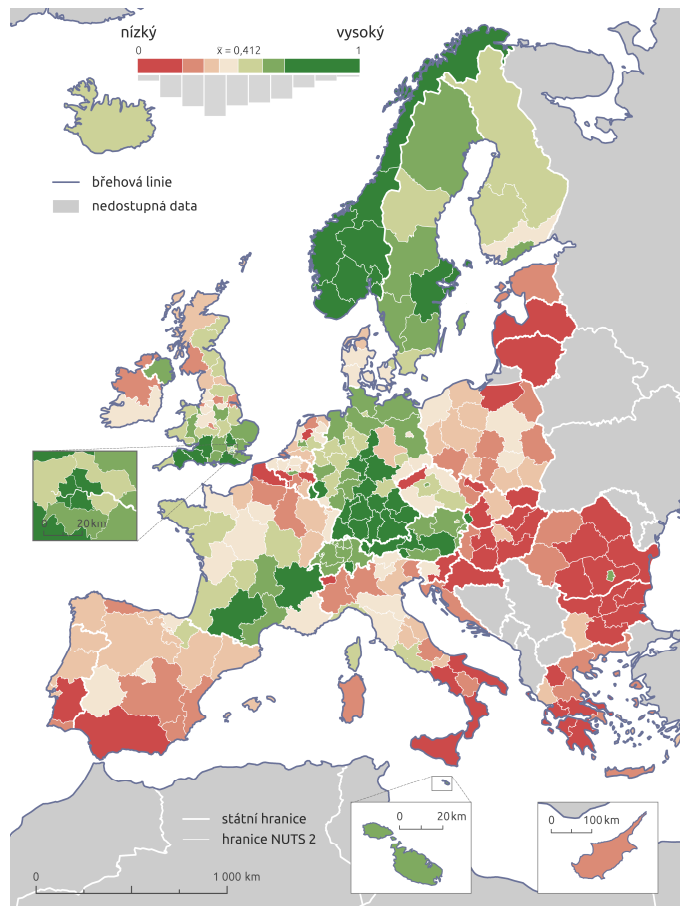 nízký
vysoký
0
x̄ = 0,412
1
břehová linie
nedostupná data
0
20 km
státní hranice
hranice NUTS 2
0
20 km
0
100 km
0
1 000 km